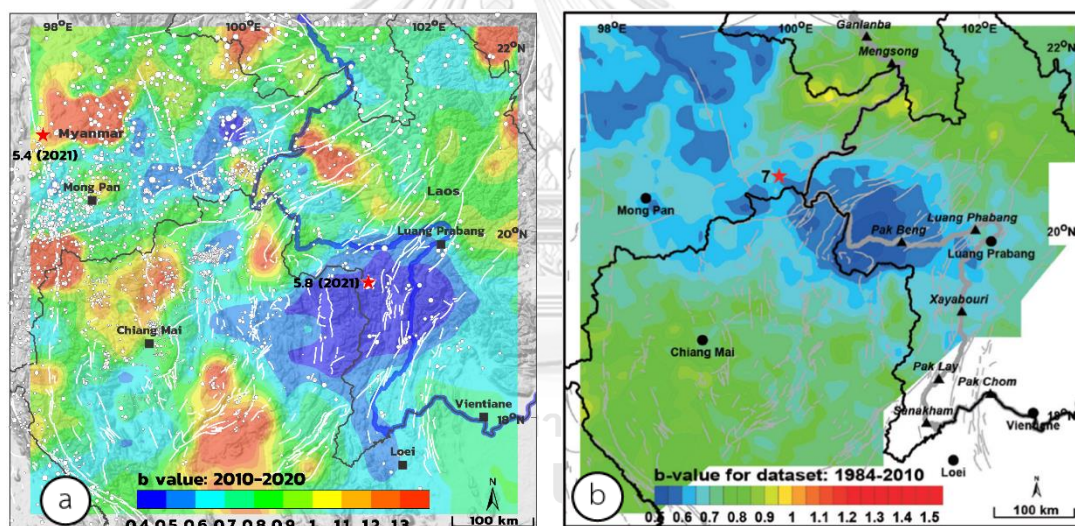 98°E
100°E
102°E
22°N
Myanmar
5.4 (2021)
Mong Pan
Laos
Luang Prabang
20°N
5.8 (2021)
Chiang Mai
Vientiane
18°N
Loei
a
b value: 2010-2020
0.4 0.5 0.6 0.7 0.8 0.9 1 1.1 1.2 1.3
N
100 km
98°E
100°E
102°E
Ganlanba
22°N
Mengsong
7
Mong Pan
Luang Phabang
Pak Beng
20°N
Luang Prabang
Xayabouri
Chiang Mai
Pak Lay
Pak Chom
Sanakham
18°N
Vientiane
Loei
b
b-value for dataset: 1984-2010
0.6 0.7 0.8 0.9 1 1.1 1.2 1.3 1.4 1.5
N
100 km